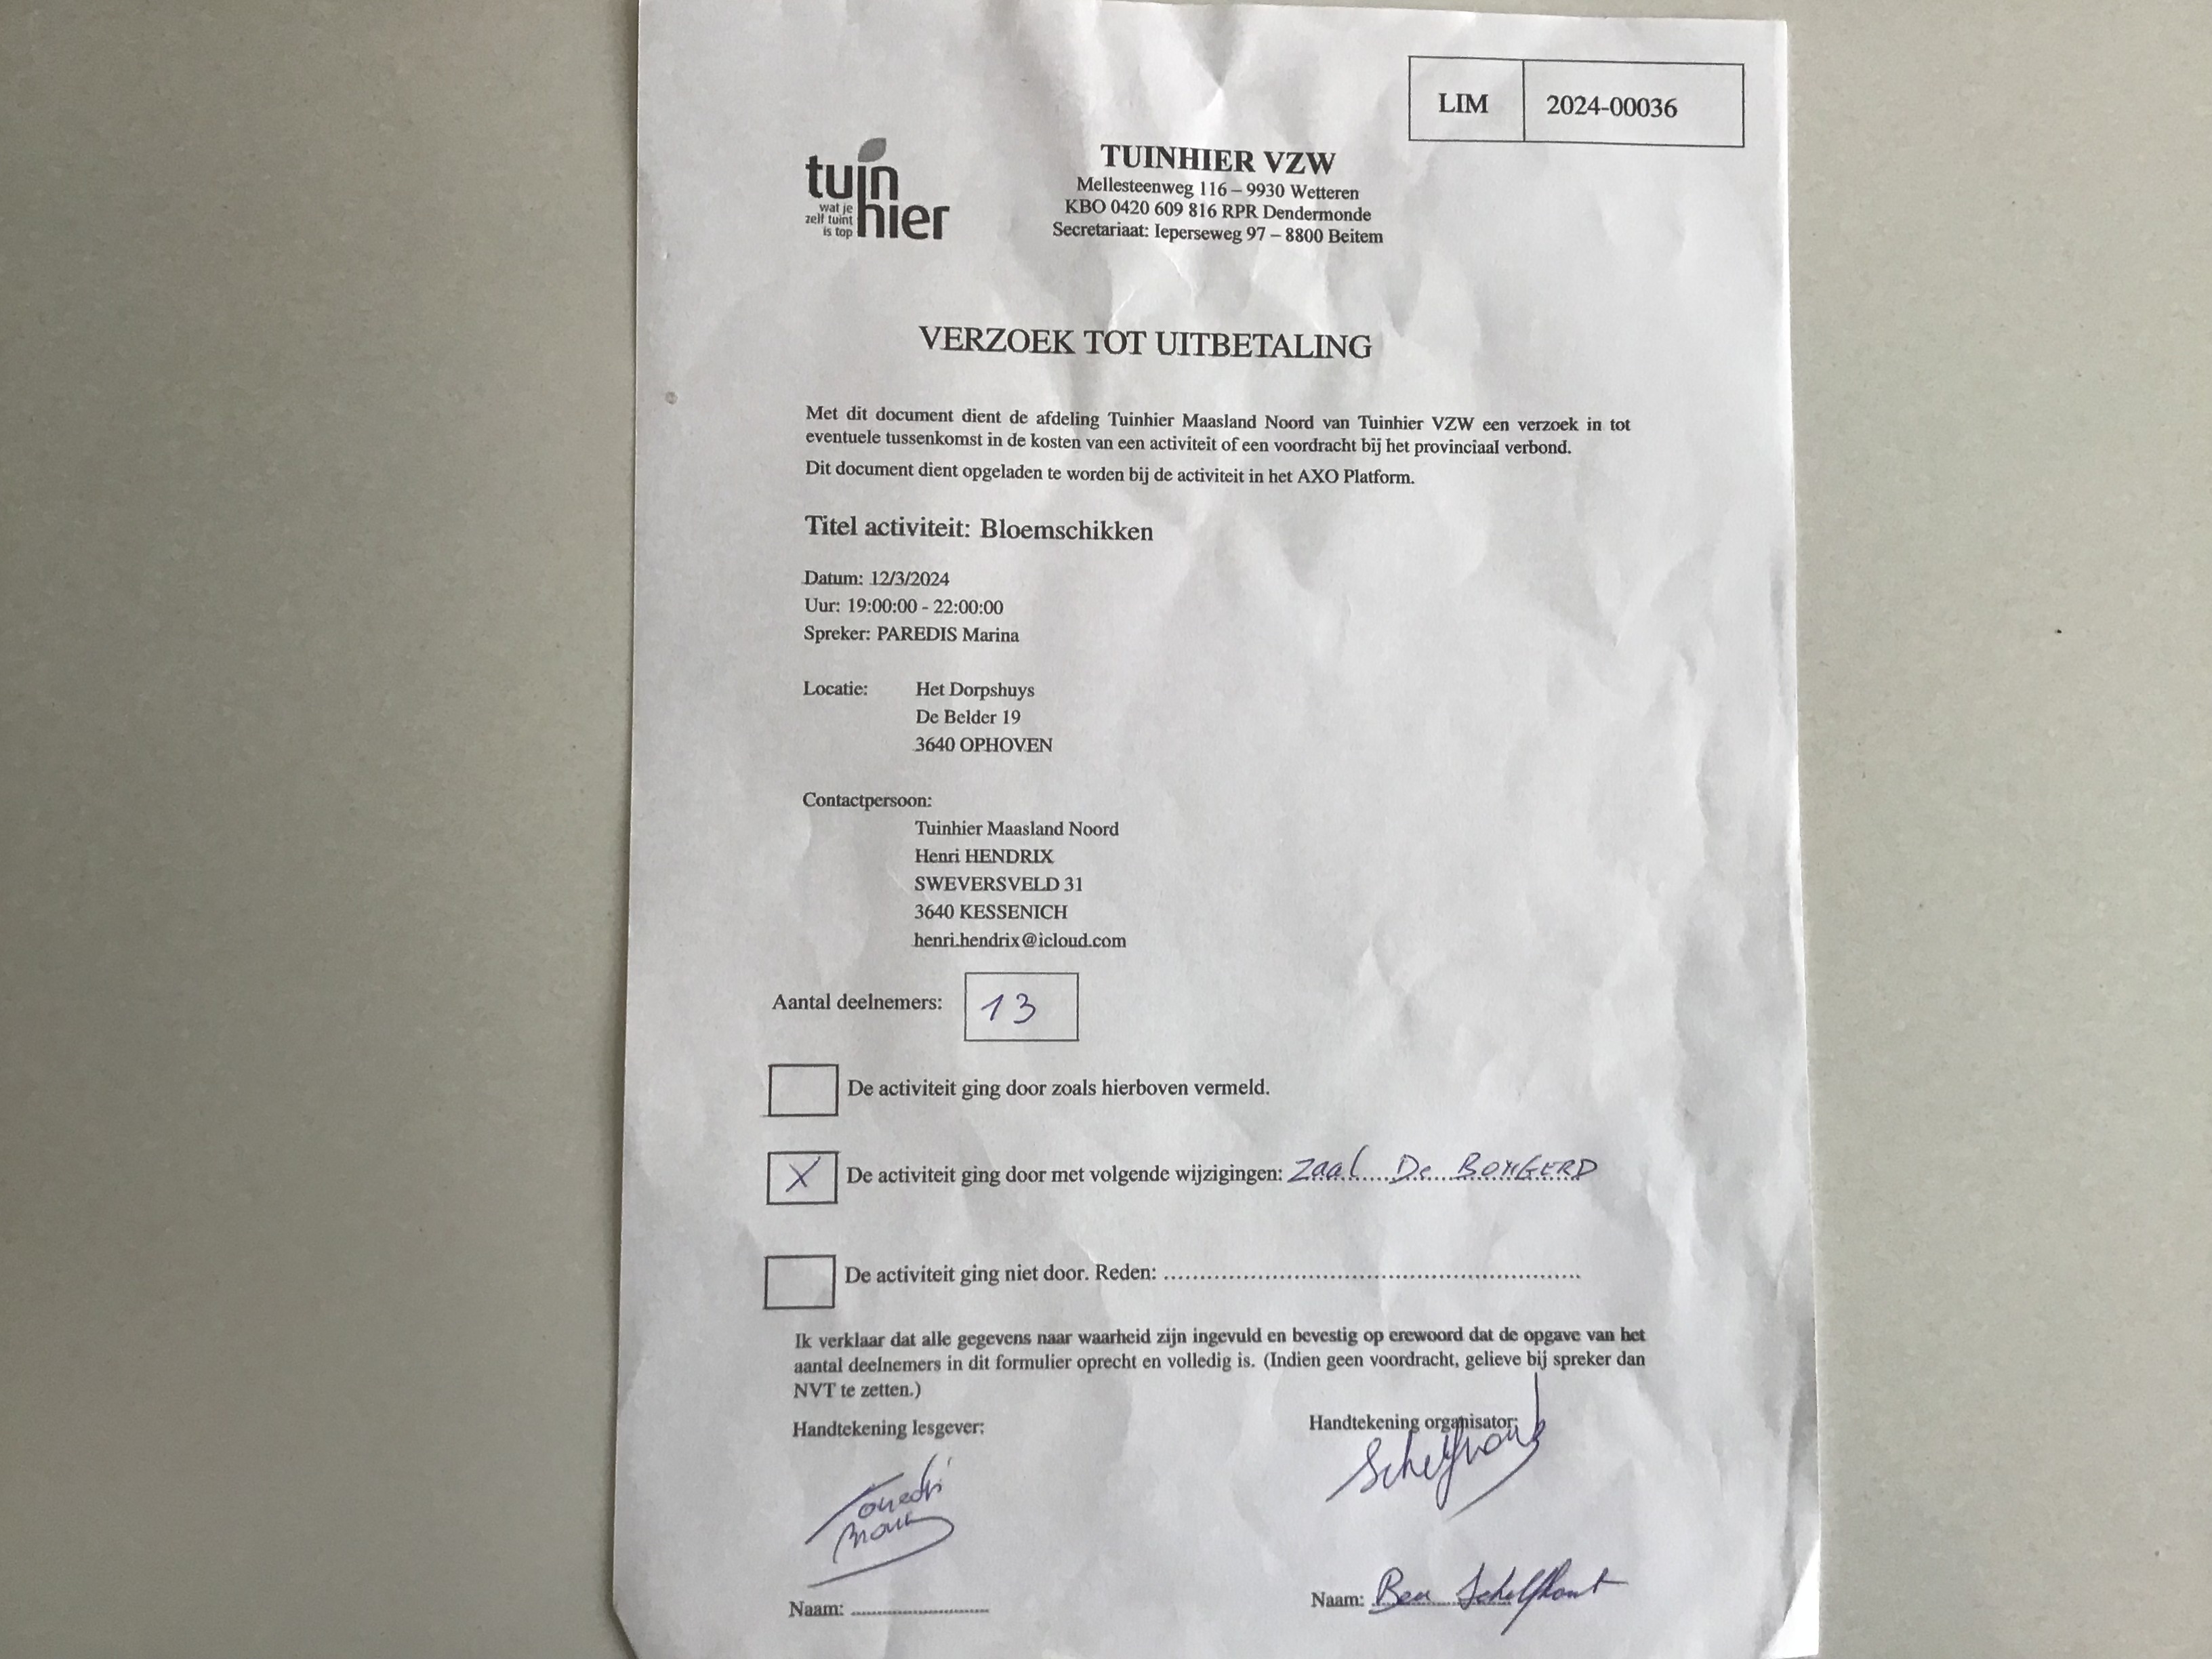 LIM 2024-00036
tuin
hier
wat je
zelf tuint
is top
TUINHIER VZW
Mellesteenweg 116 – 9930 Wetteren
KBO 0420 609 816 RPR Dendermonde
Secretariaat: Ieperseweg 97 – 8800 Beitem
VERZOEK TOT UITBETALING
Met dit document dient de afdeling Tuinhier Maasland Noord van Tuinhier VZW een verzoek in tot
eventuele tussenkomst in de kosten van een activiteit of een voordracht bij het provinciaal verbond.
Dit document dient opgeladen te worden bij de activiteit in het AXO Platform.
Titel activiteit: Bloemschikken
Datum: 12/3/2024
Uur: 19:00:00 - 22:00:00
Spreker: PAREDIS Marina
Locatie: Het Dorpshuys
De Belder 19
3640 OPHOVEN
Contactpersoon:
Tuinhier Maasland Noord
Henri HENDRIX
SWEVERSVELD 31
3640 KESSENICH
henri.hendrix@icloud.com
Aantal deelnemers: 13
De activiteit ging door zoals hierboven vermeld.
X De activiteit ging door met volgende wijzigingen: Zaal De BONGERD
De activiteit ging niet door. Reden: ..........
Ik verklaar dat alle gegevens naar waarheid zijn ingevuld en bevestig op erewoord dat de opgave van het
aantal deelnemers in dit formulier oprecht en volledig is. (Indien geen voordracht, gelieve bij spreker dan
NVT te zetten.)
Handtekening lesgever: Handtekening organisator:
Schelfhout
Naam: .......... Naam: Schelfhout